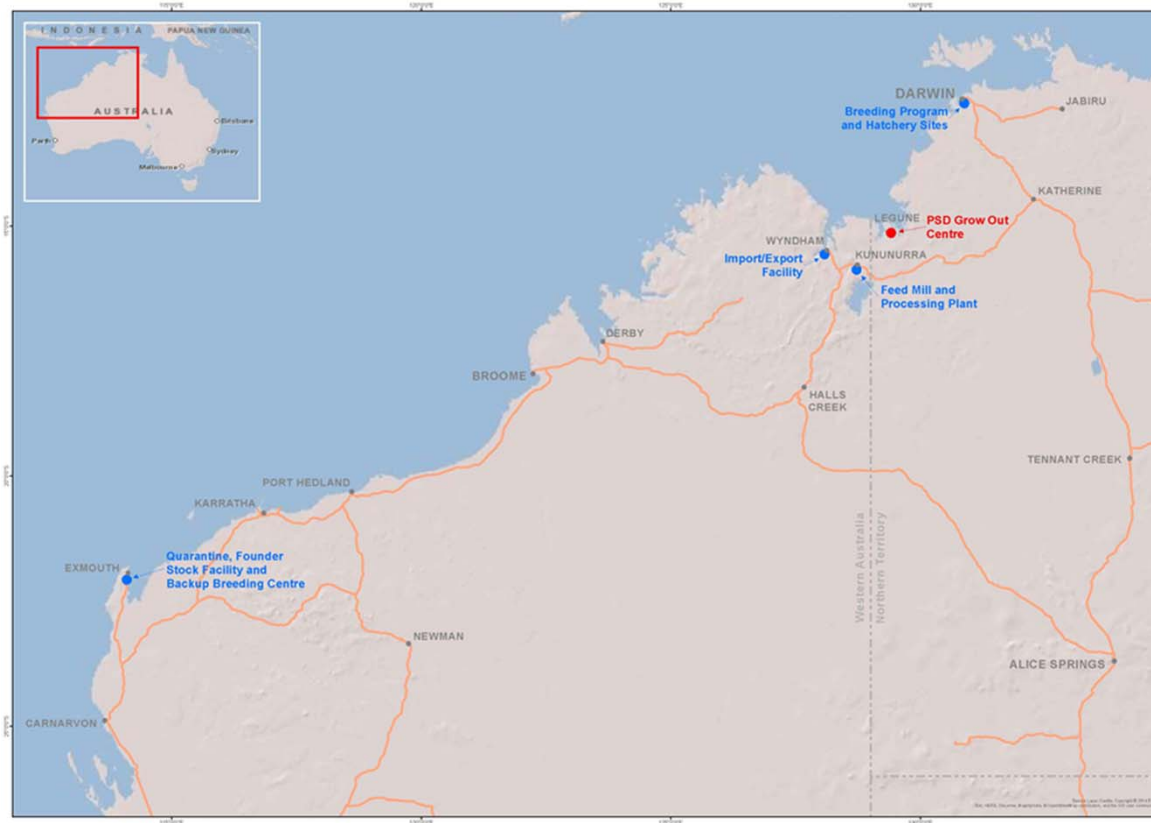 INDONESIA
PAPUA NEW GUINEA
AUSTRALIA
Brisbane
Perth
Sydney
Melbourne
DARWIN
Breeding Program
and Hatchery Sites
JABIRU
KATHERINE
LEGUNE
PSD Grow Out
Centre
WYNDHAM
Import/Export
Facility
KUNUNURRA
Feed Mill and
Processing Plant
DERBY
BROOME
HALLS
CREEK
TENNANT CREEK
PORT HEDLAND
KARRATHA
Western Australia
Northern Territory
EXMOUTH
Quarantine, Founder
Stock Facility and
Backup Breeding Centre
NEWMAN
ALICE SPRINGS
CARNARVON